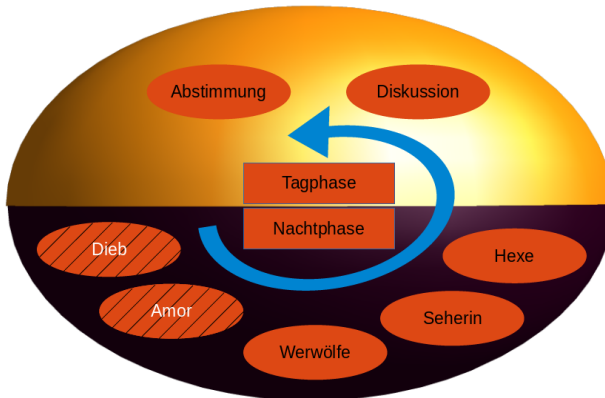 Abstimmung
Diskussion
Tagphase
Nachtphase
Dieb
Hexe
Amor
Seherin
Werwölfe